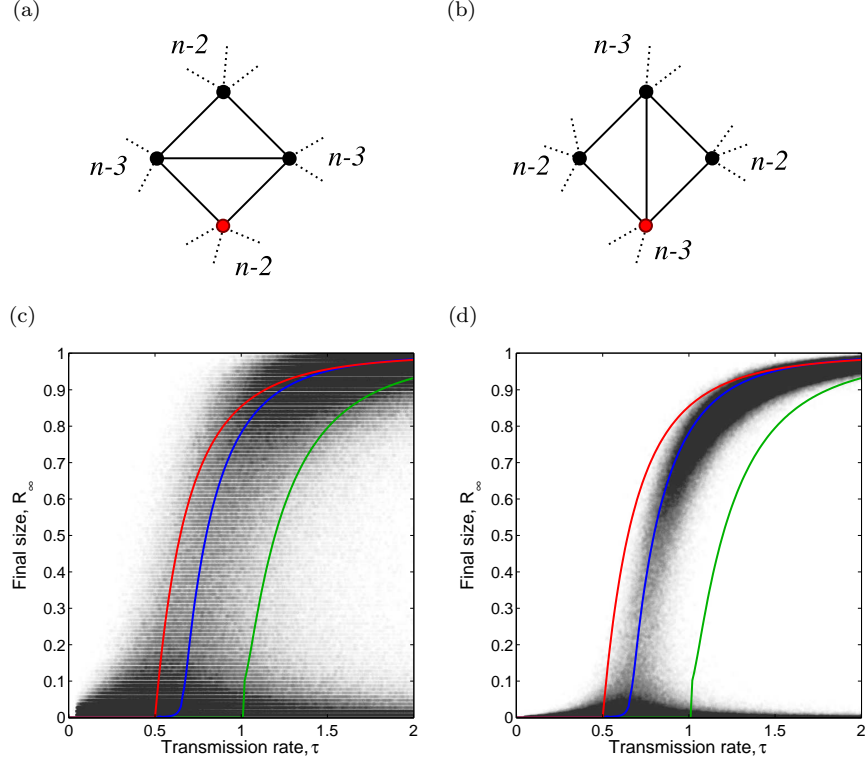 (a)
(b)
n-2
n-3
n-3
n-3
n-2
n-2
n-2
n-3
(c)
(d)
1
0.9
0.8
0.7
0.6
0.5
0.4
0.3
0.2
0.1
0
Final size, R∞
0
0.5
1
1.5
2
Transmission rate, τ
1
0.9
0.8
0.7
0.6
0.5
0.4
0.3
0.2
0.1
0
Final size, R∞
0
0.5
1
1.5
2
Transmission rate, τ